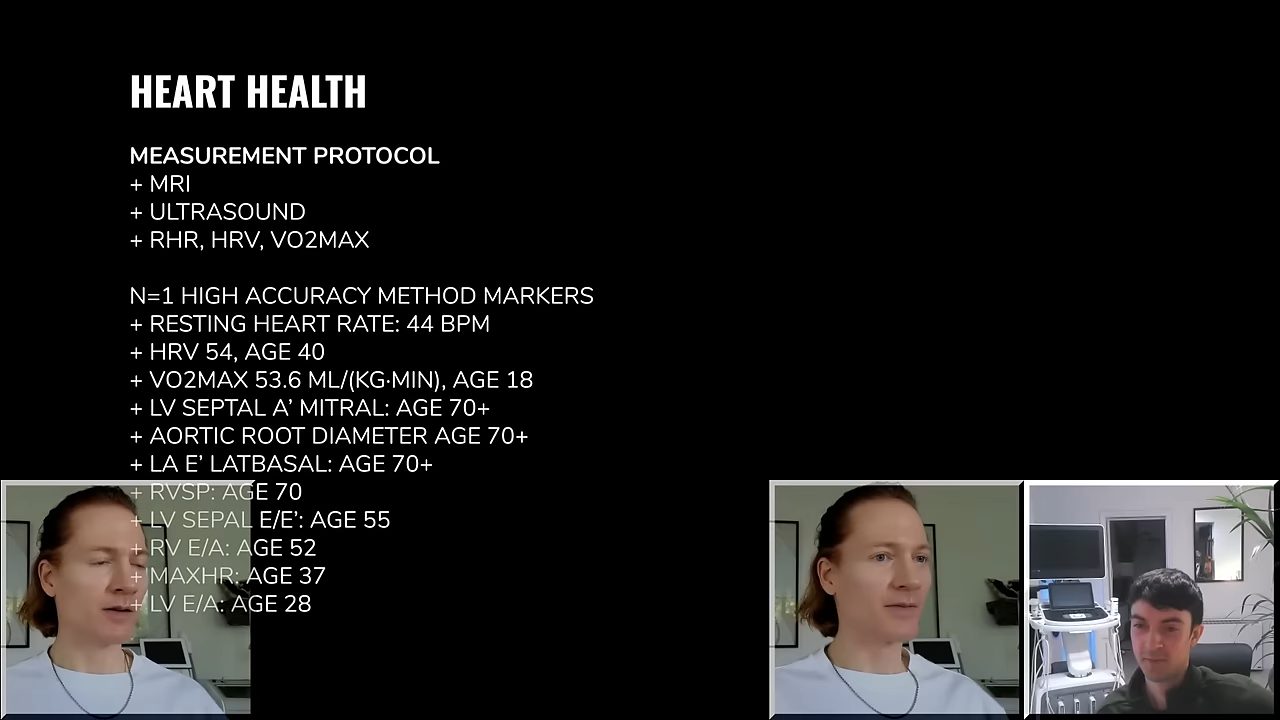 HEART HEALTH
MEASUREMENT PROTOCOL
+ MRI
+ ULTRASOUND
+ RHR, HRV, VO2MAX
N=1 HIGH ACCURACY METHOD MARKERS
+ RESTING HEART RATE: 44 BPM
+ HRV 54, AGE 40
+ VO2MAX 53.6 ML/(KG·MIN), AGE 18
+ LV SEPTAL A’ MITRAL: AGE 70+
+ AORTIC ROOT DIAMETER AGE 70+
+ LA E’ LATBASAL: AGE 70+
+ RVSP: AGE 70
+ LV SEPAL E/E’: AGE 55
+ RV E/A: AGE 52
+ MAXHR: AGE 37
+ LV E/A: AGE 28